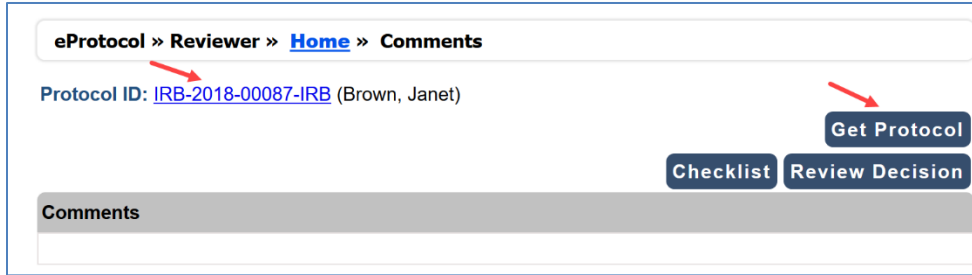 eProtocol » Reviewer » Home » Comments
Protocol ID: IRB-2018-00087-IRB (Brown, Janet)
Get Protocol
Checklist Review Decision
Comments